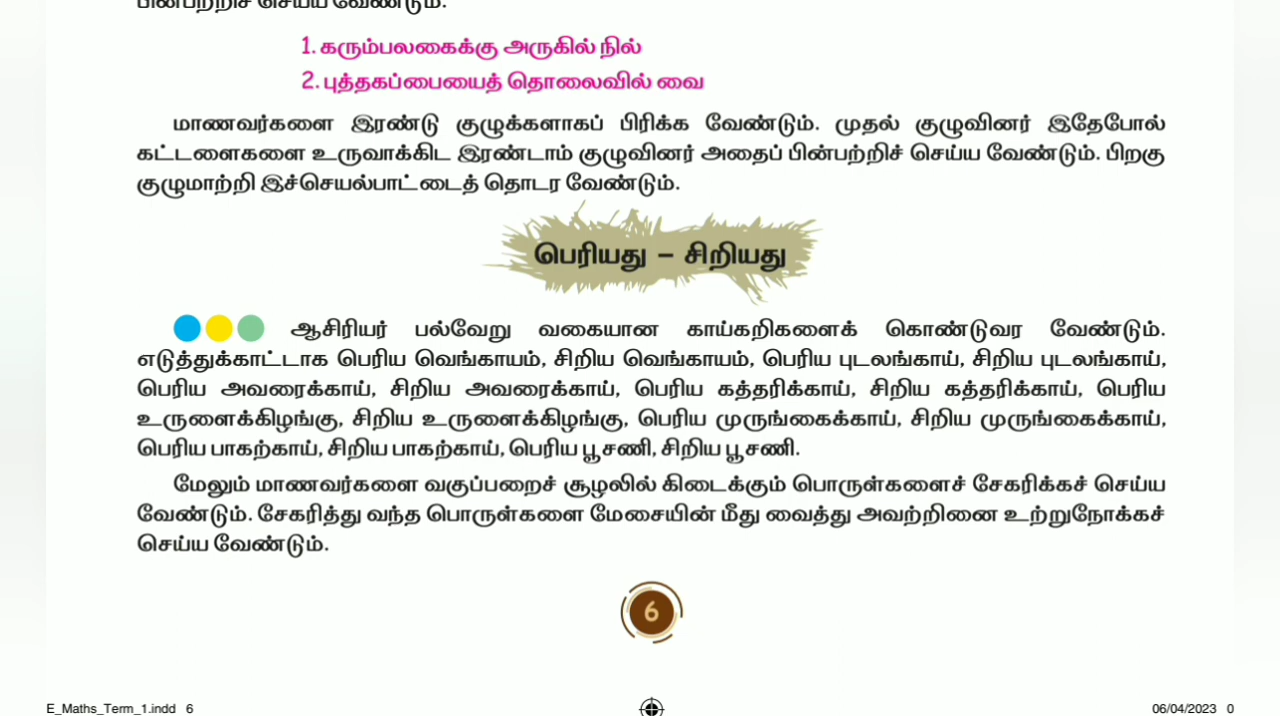 பின்பற்றிச் செய்ய வேண்டும்.
1. கரும்பலகைக்கு அருகில் நில்
2. புத்தகப்பையைத் தொலைவில் வை
மாணவர்களை இரண்டு குழுக்களாகப் பிரிக்க வேண்டும். முதல் குழுவினர் இதேபோல்
கட்டளைகளை உருவாக்கிட இரண்டாம் குழுவினர் அதைப் பின்பற்றிச் செய்ய வேண்டும். பிறகு
குழுமாற்றி இச்செயல்பாட்டைத் தொடர வேண்டும்.
பெரியது – சிறியது
ஆசிரியர் பல்வேறு வகையான காய்கறிகளைக் கொண்டுவர வேண்டும்.
எடுத்துக்காட்டாக பெரிய வெங்காயம், சிறிய வெங்காயம், பெரிய புடலங்காய், சிறிய புடலங்காய்,
பெரிய அவரைக்காய், சிறிய அவரைக்காய், பெரிய கத்தரிக்காய், சிறிய கத்தரிக்காய், பெரிய
உருளைக்கிழங்கு, சிறிய உருளைக்கிழங்கு, பெரிய முருங்கைக்காய், சிறிய முருங்கைக்காய்,
பெரிய பாகற்காய், சிறிய பாகற்காய், பெரிய பூசணி, சிறிய பூசணி.
மேலும் மாணவர்களை வகுப்பறைச் சூழலில் கிடைக்கும் பொருள்களைச் சேகரிக்கச் செய்ய
வேண்டும். சேகரித்து வந்த பொருள்களை மேசையின் மீது வைத்து அவற்றினை உற்றுநோக்கச்
செய்ய வேண்டும்.
6
E_Maths_Term_1.indd 6
06/04/2023 0